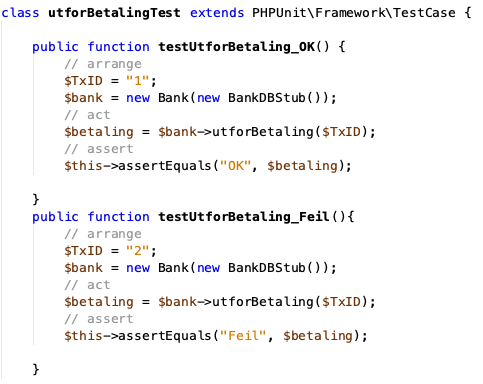 class utforBetalingTest extends PHPUnit\Framework\TestCase {
public function testUtforBetaling_OK() {
// arrange
$TxID = "1";
$bank = new Bank(new BankDBStub());
// act
$betaling = $bank->utforBetaling($TxID);
// assert
$this->assertEquals("OK", $betaling);
}
public function testUtforBetaling_Feil(){
// arrange
$TxID = "2";
$bank = new Bank(new BankDBStub());
// act
$betaling = $bank->utforBetaling($TxID);
// assert
$this->assertEquals("Feil", $betaling);
}